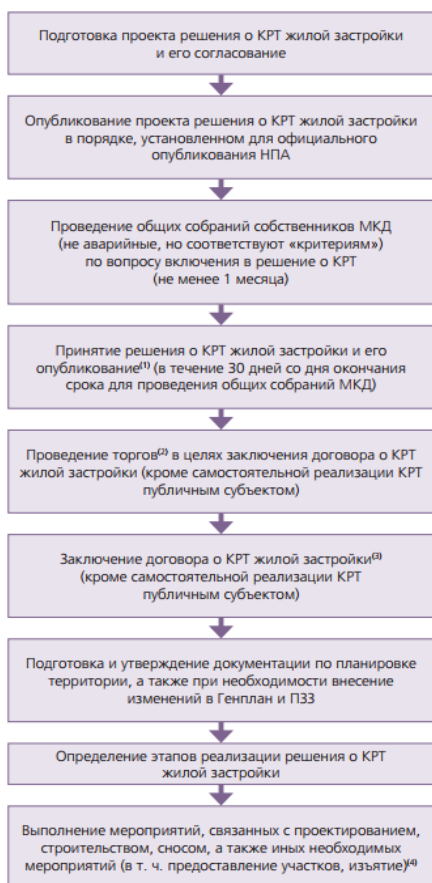 Подготовка проекта решения о КРТ жилой застройки
и его согласование
Опубликование проекта решения о КРТ жилой застройки
в порядке, установленном для официального
опубликования НПА
Проведение общих собраний собственников МКД
(не аварийные, но соответствуют «критериям»)
по вопросу включения в решение о КРТ
(не менее 1 месяца)
Принятие решения о КРТ жилой застройки и его
опубликование(1) (в течение 30 дней со дня окончания
срока для проведения общих собраний МКД)
Проведение торгов(2) в целях заключения договора о КРТ
жилой застройки (кроме самостоятельной реализации КРТ
публичным субъектом)
Заключение договора о КРТ жилой застройки(3)
(кроме самостоятельной реализации КРТ
публичным субъектом)
Подготовка и утверждение документации по планировке
территории, а также при необходимости внесение
изменений в Генплан и ПЗЗ
Определение этапов реализации решения о КРТ
жилой застройки
Выполнение мероприятий, связанных с проектированием,
строительством, сносом, а также иных необходимых
мероприятий (в т. ч. предоставление участков, изъятие)(4)